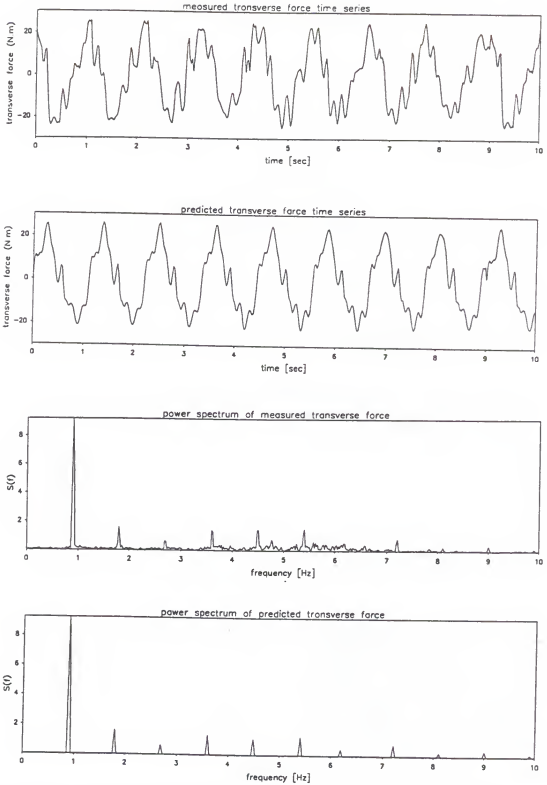 measured transverse force time series
transverse force (N.m)
20
0
-20
0 1 2 3 4 5 6 7 8 9 10
time [sec]
predicted transverse force time series
transverse force (N m)
20
0
-20
0 1 2 3 4 5 6 7 8 9 10
time [sec]
power spectrum of measured transverse force
S(f)
8
6
4
2
0 1 2 3 4 5 6 7 8 9 10
frequency [Hz]
power spectrum of predicted transverse force
S(f)
8
6
4
2
0 1 2 3 4 5 6 7 8 9 10
frequency [Hz]